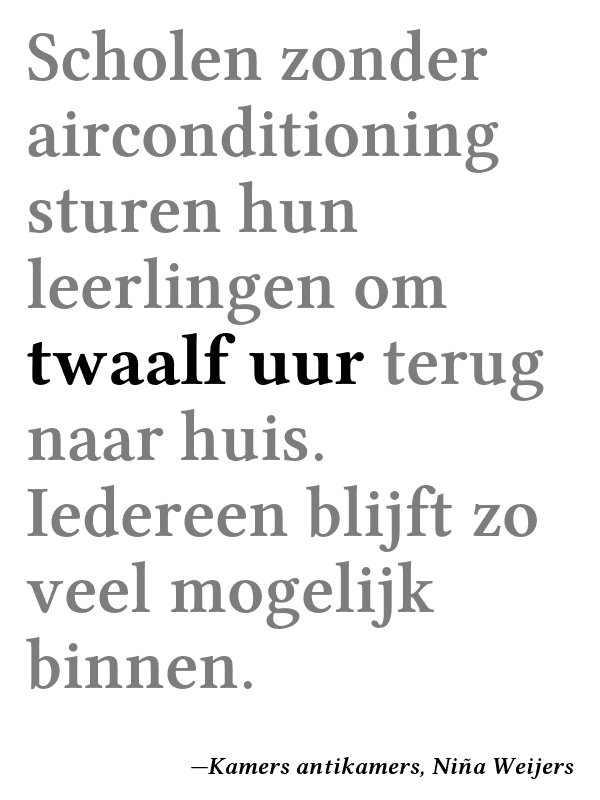 Scholen zonder
airconditioning
sturen hun
leerlingen om
twaalf uur terug
naar huis.
Iedereen blijft zo
veel mogelijk
binnen.
—Kamers antikamers, Niña Weijers